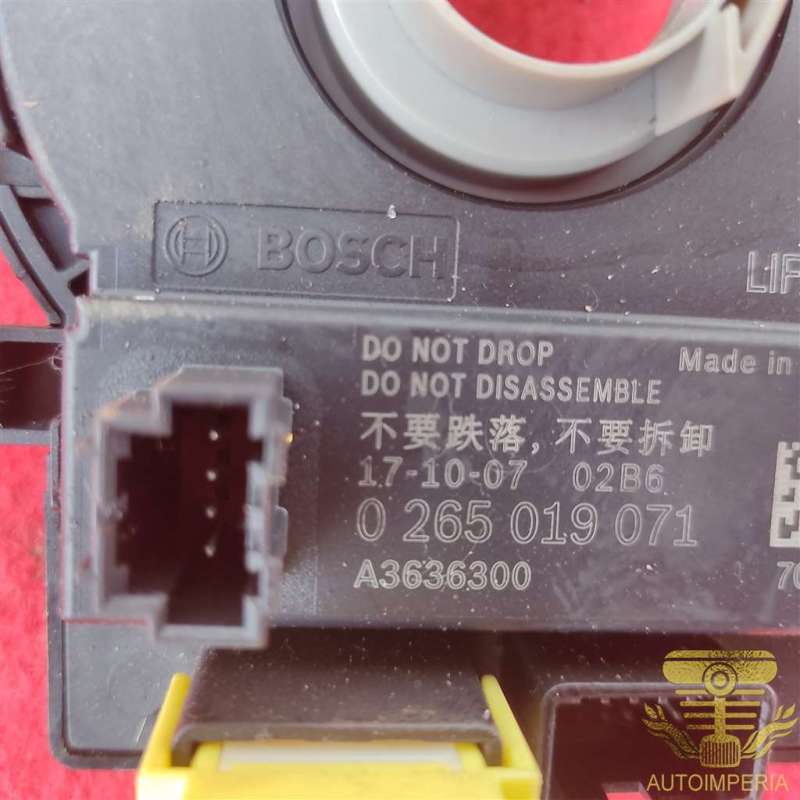 BOSCH
LIF
DO NOT DROP
Made in
DO NOT DISASSEMBLE
不要跌落，不要拆卸
17-10-07 02B6
0 265 019 071
A3636300
AUTOIMPERIA